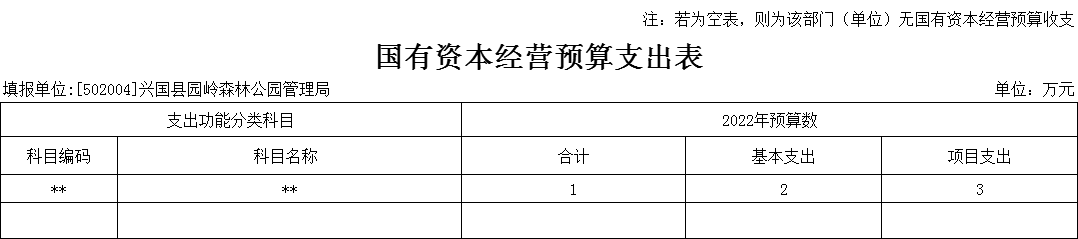 注：若为空表，则为该部门（单位）无国有资本经营预算收支
国有资本经营预算支出表
填报单位:[502004]兴国县园岭森林公园管理局 单位：万元
支出功能分类科目 2022年预算数
科目编码 科目名称 合计 基本支出 项目支出
** ** 1 2 3